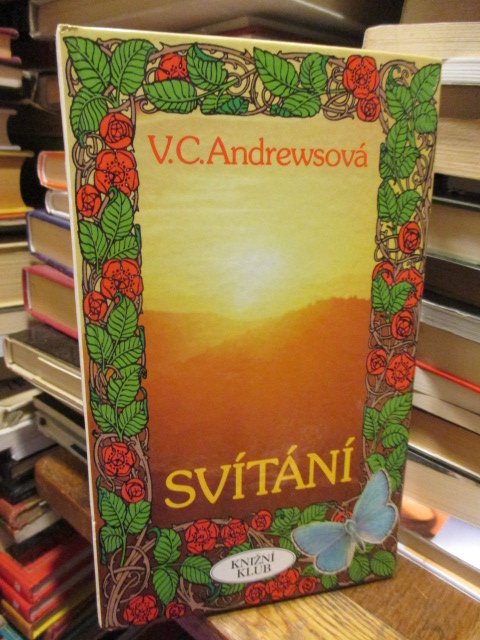 V.C.Andrewsová
SVÍTÁNÍ
KNIŽNÍ
KLUB